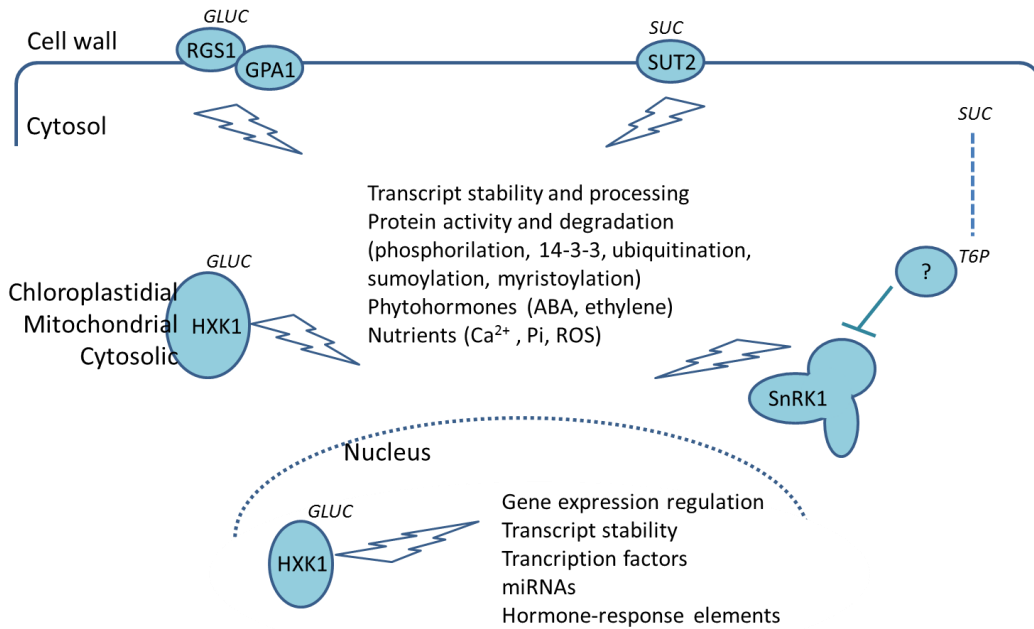 GLUC
Cell wall
RGS1
GPA1
SUC
SUT2
Cytosol
SUC
Transcript stability and processing
Protein activity and degradation
(phosphorilation, 14-3-3, ubiquitination,
sumoylation, myristoylation)
Phytohormones (ABA, ethylene)
Nutrients (Ca²⁺ , Pi, ROS)
GLUC
Chloroplastidial
Mitochondrial
Cytosolic
HXK1
T6P
?
SnRK1
Nucleus
GLUC
HXK1
Gene expression regulation
Transcript stability
Trancription factors
miRNAs
Hormone-response elements